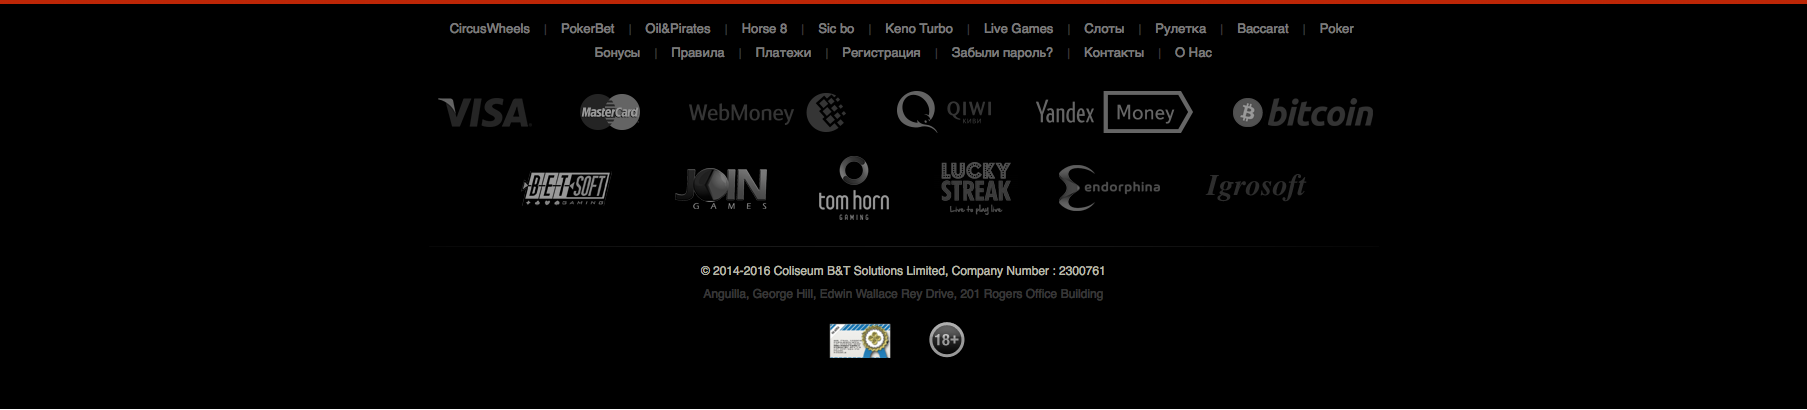 CircusWheels | PokerBet | Oil&Pirates | Horse 8 | Sic bo | Keno Turbo | Live Games | Слоты | Рулетка | Baccarat | Poker
Бонусы | Правила | Платежи | Регистрация | Забыли пароль? | Контакты | О Нас
VISA MasterCard WebMoney QIWI КИВИ Yandex Money bitcoin
BETSOFT GAMING JOIN GAMES tom horn GAMING LUCKY STREAK Live to play live endorphina Igrosoft
© 2014-2016 Coliseum B&T Solutions Limited, Company Number : 2300761
Anguilla, George Hill, Edwin Wallace Rey Drive, 201 Rogers Office Building
18+